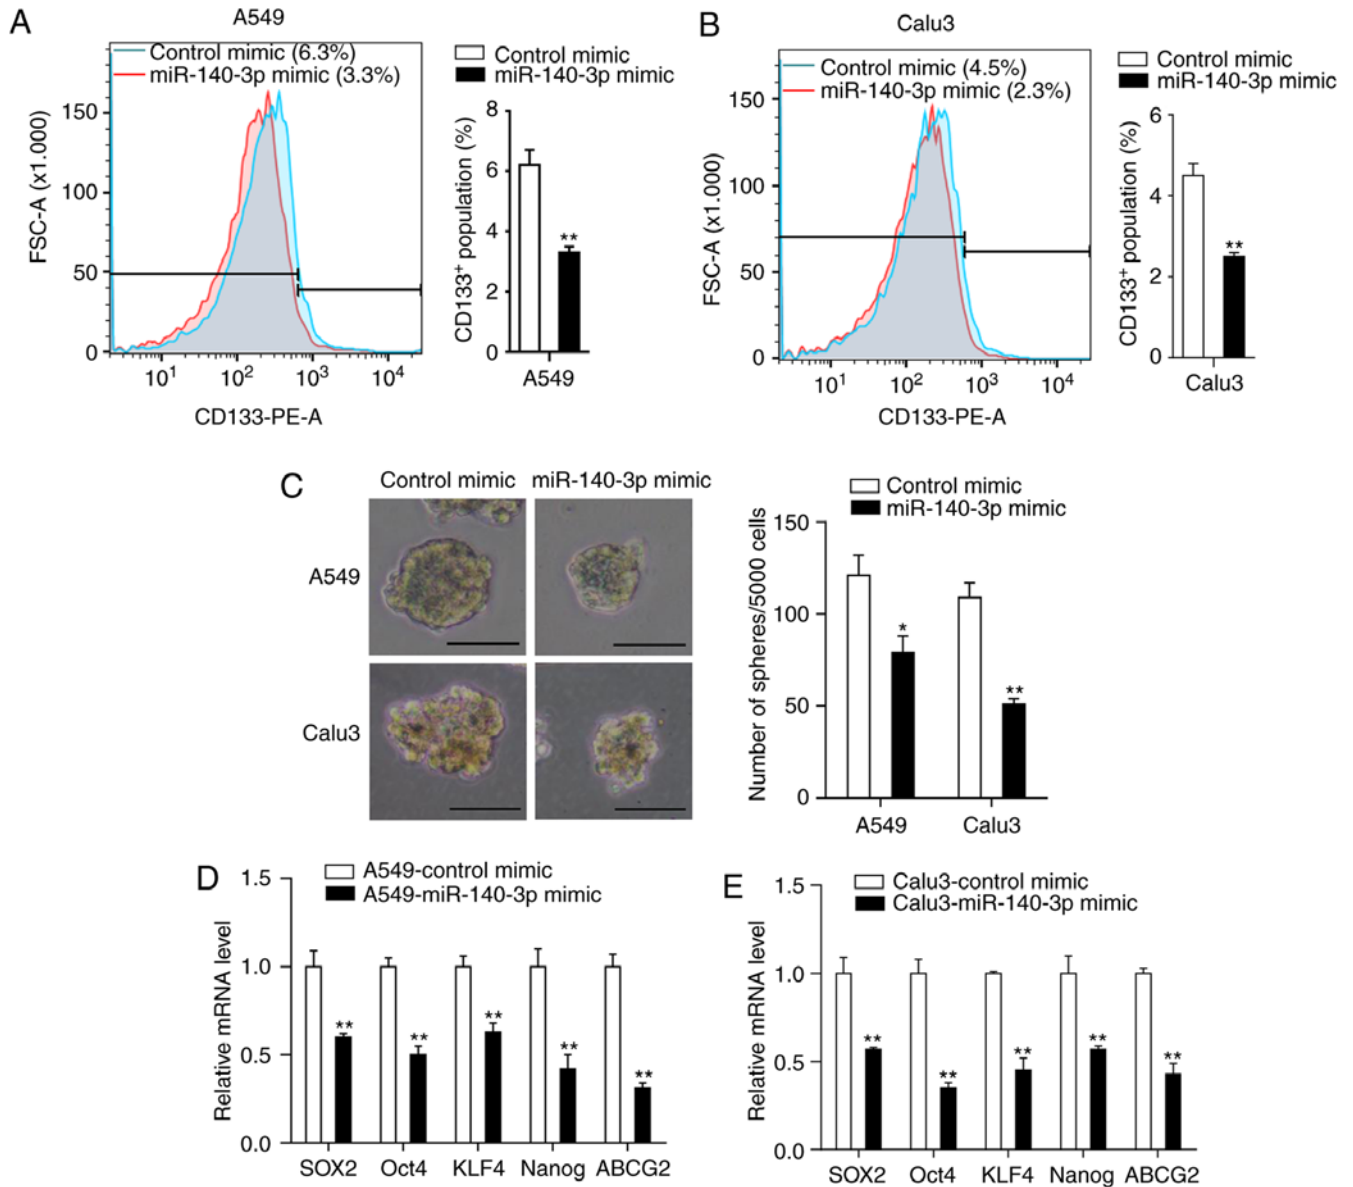 A
A549
Control mimic (6.3%)
miR-140-3p mimic (3.3%)
FSC-A (x1.000)
150
100
50
0
10¹ 10² 10³ 10⁴
CD133-PE-A
Control mimic
miR-140-3p mimic
CD133⁺ population (%)
8
6
4
2
0
**
A549
B
Calu3
Control mimic (4.5%)
miR-140-3p mimic (2.3%)
FSC-A (x1.000)
150
100
50
0
10¹ 10² 10³ 10⁴
CD133-PE-A
Control mimic
miR-140-3p mimic
CD133⁺ population (%)
6
4
2
0
**
Calu3
C
Control mimic miR-140-3p mimic
A549
Calu3
Control mimic
miR-140-3p mimic
Number of spheres/5000 cells
150
100
50
0
*
**
A549 Calu3
D
A549-control mimic
A549-miR-140-3p mimic
Relative mRNA level
1.5
1.0
0.5
0.0
** ** ** ** **
SOX2 Oct4 KLF4 Nanog ABCG2
E
Calu3-control mimic
Calu3-miR-140-3p mimic
Relative mRNA level
1.5
1.0
0.5
0.0
** ** ** ** **
SOX2 Oct4 KLF4 Nanog ABCG2